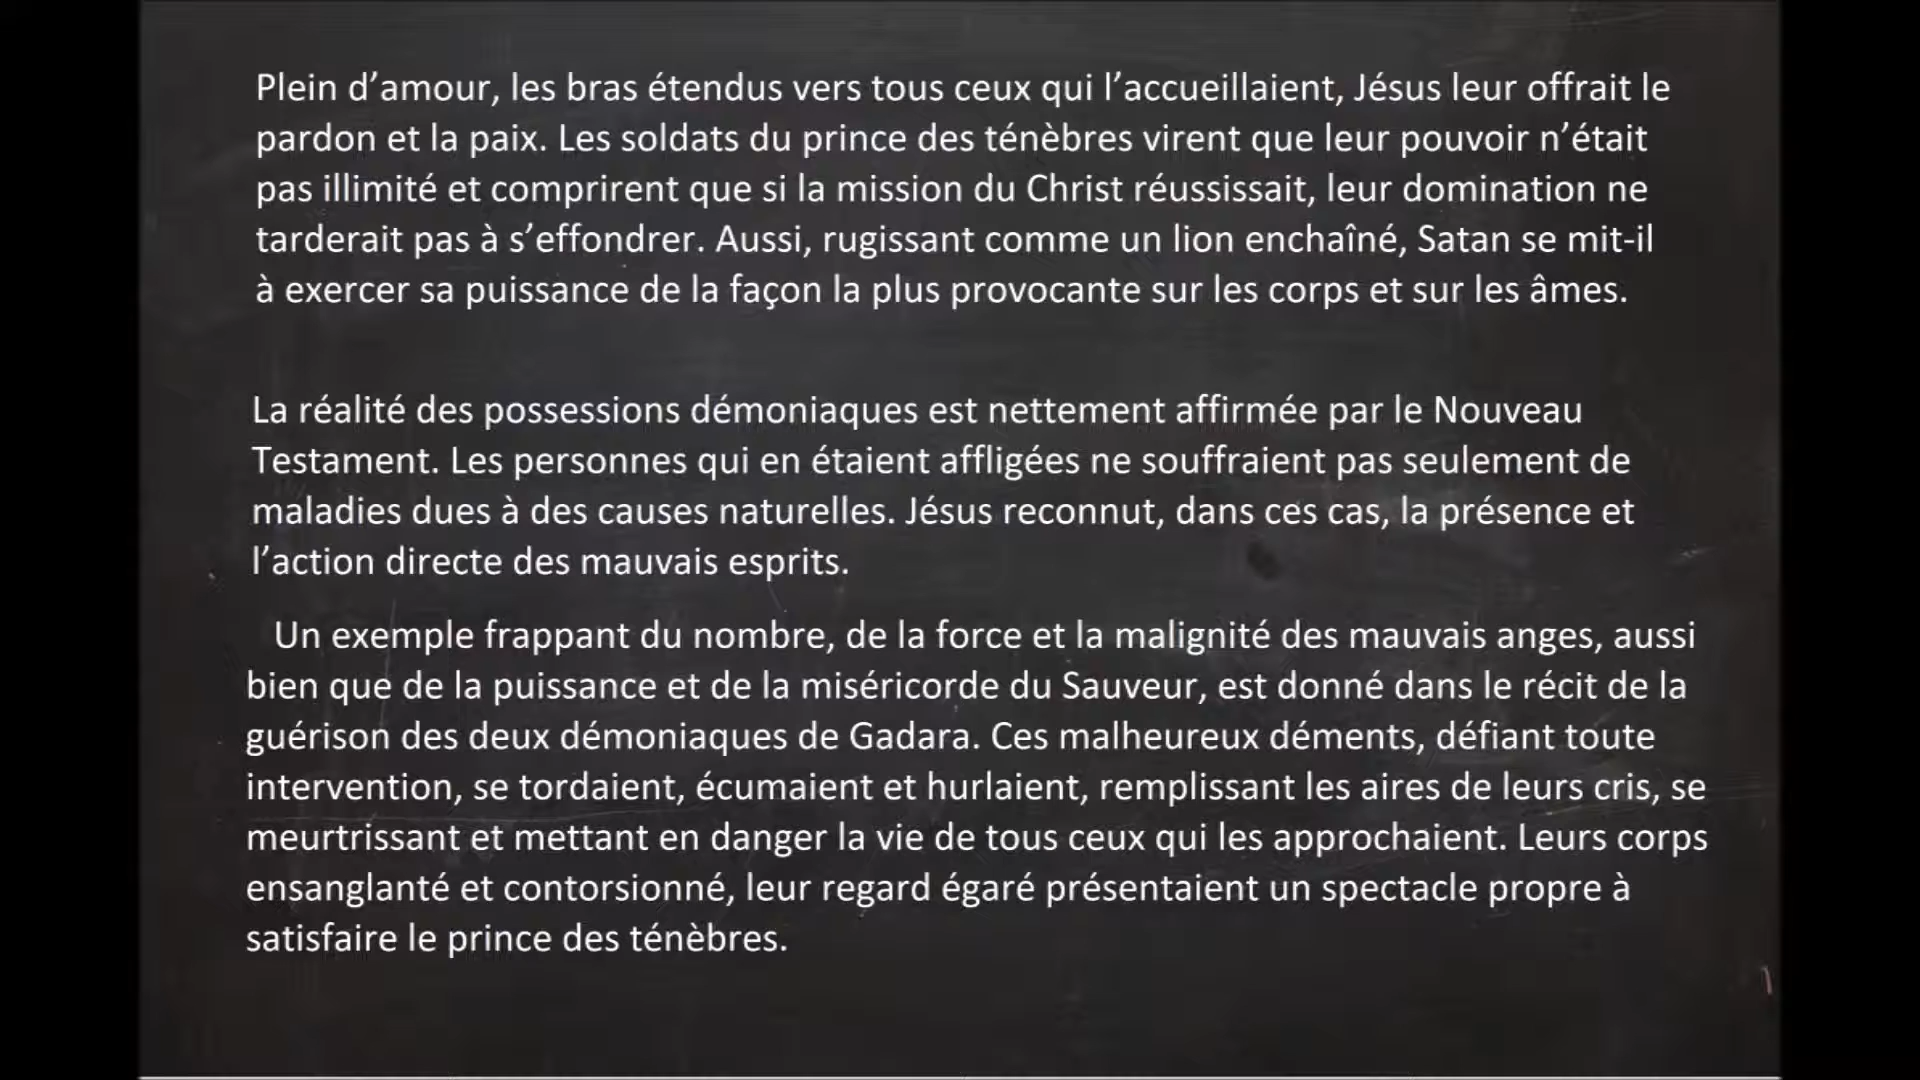 Plein d’amour, les bras étendus vers tous ceux qui l’accueillaient, Jésus leur offrait le
pardon et la paix. Les soldats du prince des ténèbres virent que leur pouvoir n’était
pas illimité et comprirent que si la mission du Christ réussissait, leur domination ne
tarderait pas à s’effondrer. Aussi, rugissant comme un lion enchaîné, Satan se mit-il
à exercer sa puissance de la façon la plus provocante sur les corps et sur les âmes.
La réalité des possessions démoniaques est nettement affirmée par le Nouveau
Testament. Les personnes qui en étaient affligées ne souffraient pas seulement de
maladies dues à des causes naturelles. Jésus reconnut, dans ces cas, la présence et
l’action directe des mauvais esprits.
Un exemple frappant du nombre, de la force et la malignité des mauvais anges, aussi
bien que de la puissance et de la miséricorde du Sauveur, est donné dans le récit de la
guérison des deux démoniaques de Gadara. Ces malheureux déments, défiant toute
intervention, se tordaient, écumaient et hurlaient, remplissant les aires de leurs cris, se
meurtrissant et mettant en danger la vie de tous ceux qui les approchaient. Leurs corps
ensanglanté et contorsionné, leur regard égaré présentaient un spectacle propre à
satisfaire le prince des ténèbres.